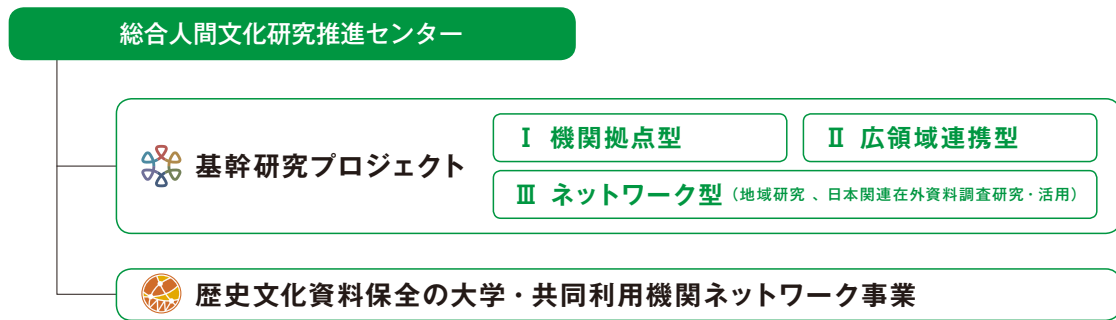 総合人間文化研究推進センター
基幹研究プロジェクト
Ⅰ 機関拠点型
Ⅱ 広領域連携型
Ⅲ ネットワーク型（地域研究 、日本関連在外資料調査研究・活用）
歴史文化資料保全の大学・共同利用機関ネットワーク事業